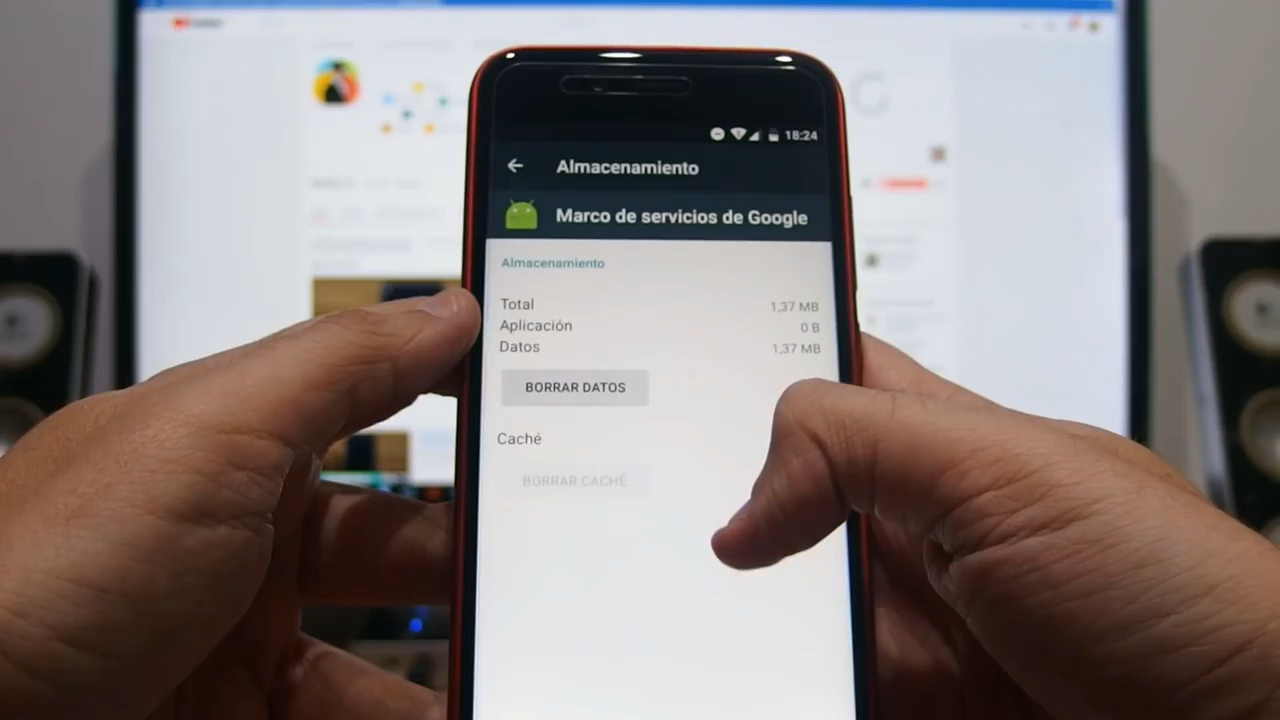 18:24
Almacenamiento
Marco de servicios de Google
Almacenamiento
Total 1,37 MB
Aplicación 0 B
Datos 1,37 MB
BORRAR DATOS
Caché
BORRAR CACHÉ